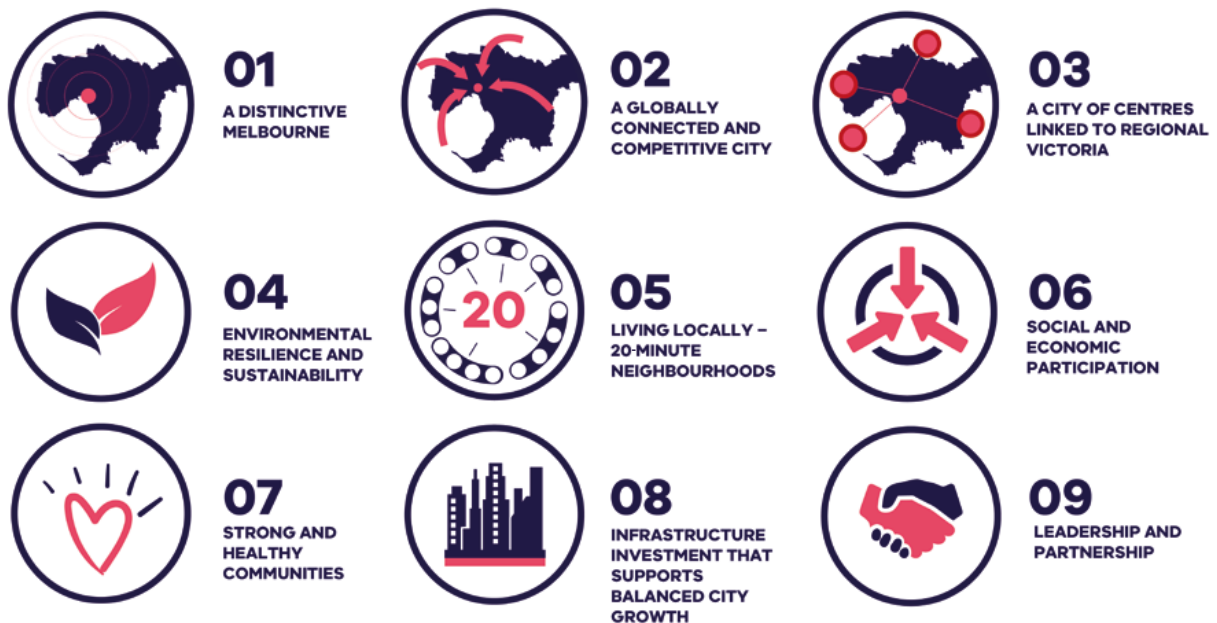 01
A DISTINCTIVE
MELBOURNE
02
A GLOBALLY
CONNECTED AND
COMPETITIVE CITY
03
A CITY OF CENTRES
LINKED TO REGIONAL
VICTORIA
04
ENVIRONMENTAL
RESILIENCE AND
SUSTAINABILITY
20
05
LIVING LOCALLY –
20-MINUTE
NEIGHBOURHOODS
06
SOCIAL AND
ECONOMIC
PARTICIPATION
07
STRONG AND
HEALTHY
COMMUNITIES
08
INFRASTRUCTURE
INVESTMENT THAT
SUPPORTS
BALANCED CITY
GROWTH
09
LEADERSHIP AND
PARTNERSHIP